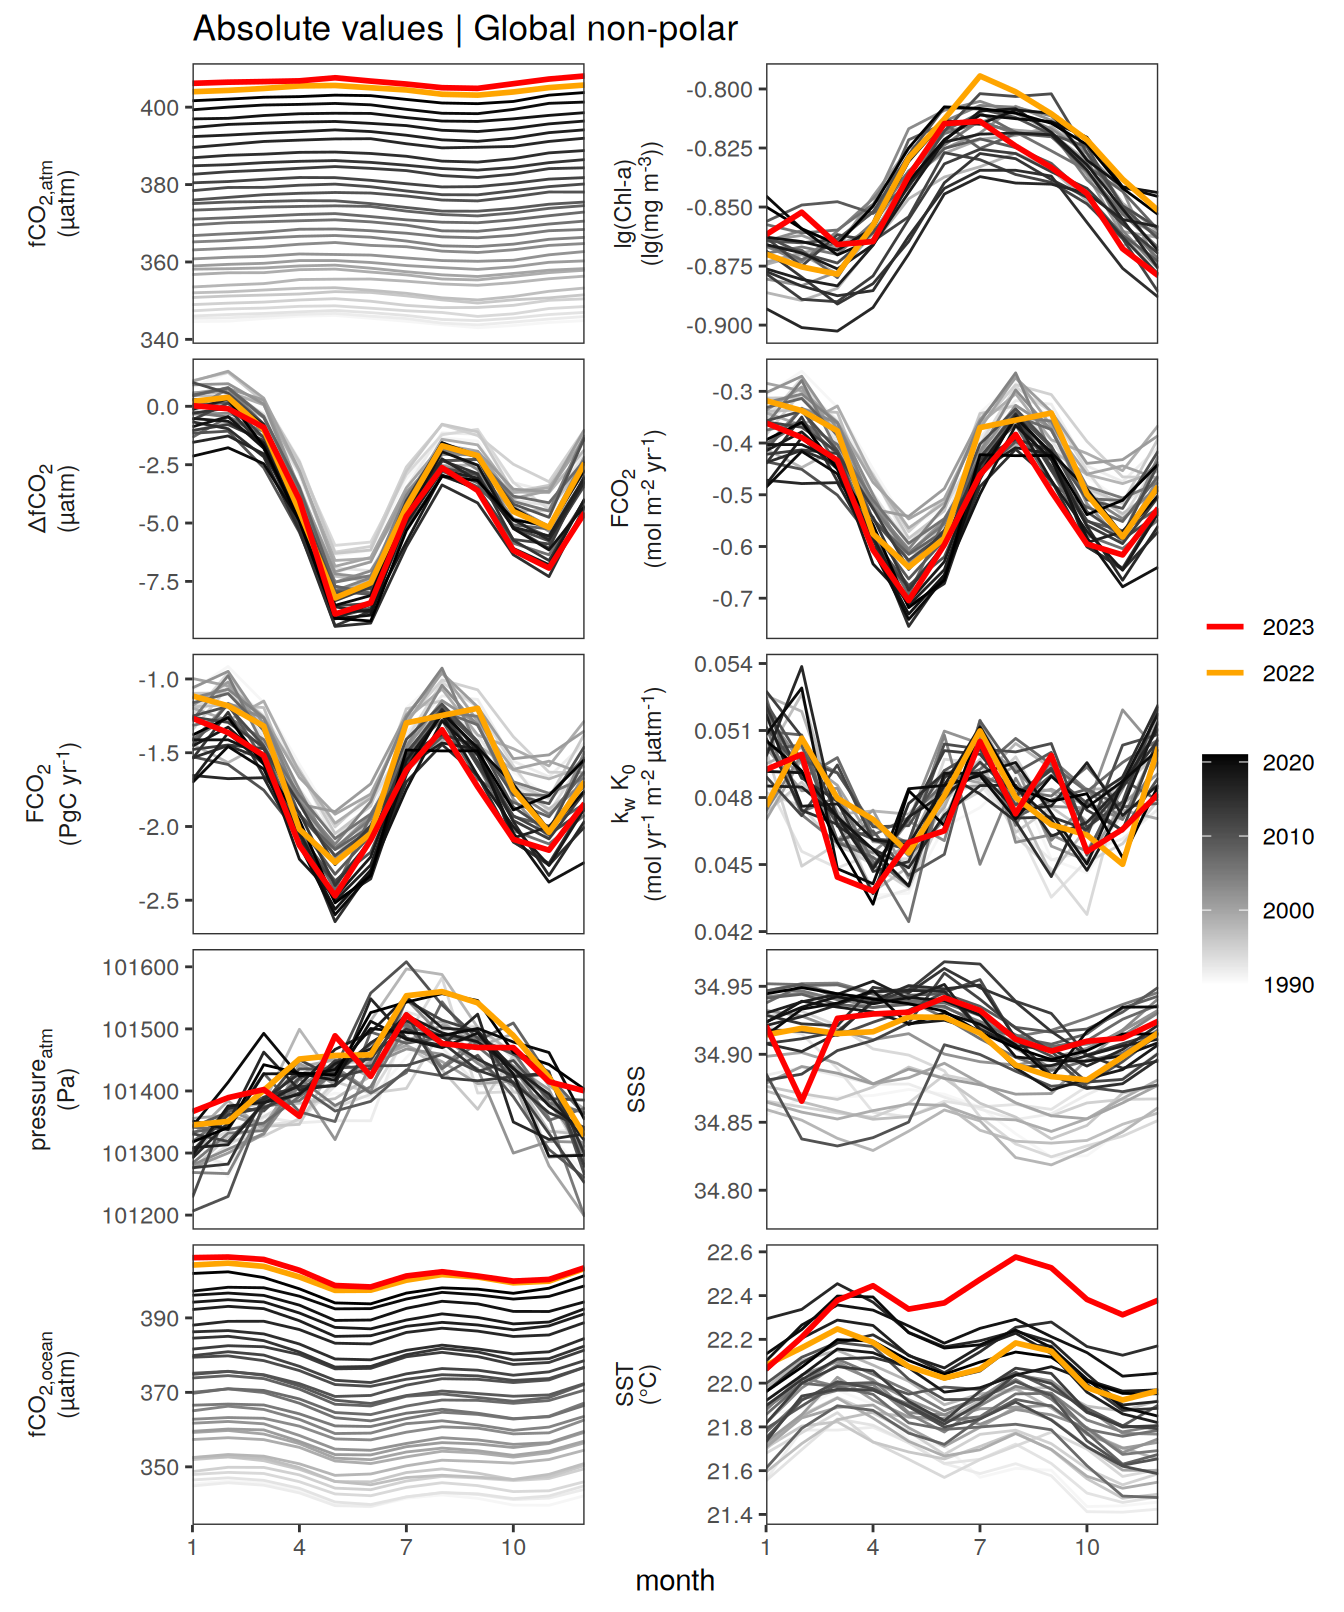 Absolute values | Global non-polar
fCO2,atm
(µatm)
400
380
360
340
lg(Chl-a)
(lg(mg m-3))
-0.800
-0.825
-0.850
-0.875
-0.900
ΔfCO2
(µatm)
0.0
-2.5
-5.0
-7.5
FCO2
(mol m-2 yr-1)
-0.3
-0.4
-0.5
-0.6
-0.7
FCO2
(PgC yr-1)
-1.0
-1.5
-2.0
-2.5
kw K0
(mol yr-1 m-2 µatm-1)
0.054
0.051
0.048
0.045
0.042
pressureatm
(Pa)
101600
101500
101400
101300
101200
SSS
34.95
34.90
34.85
34.80
fCO2,ocean
(µatm)
390
370
350
SST
(°C)
22.6
22.4
22.2
22.0
21.8
21.6
21.4
1 4 7 10
1 4 7 10
month
2023
2022
2020
2010
2000
1990